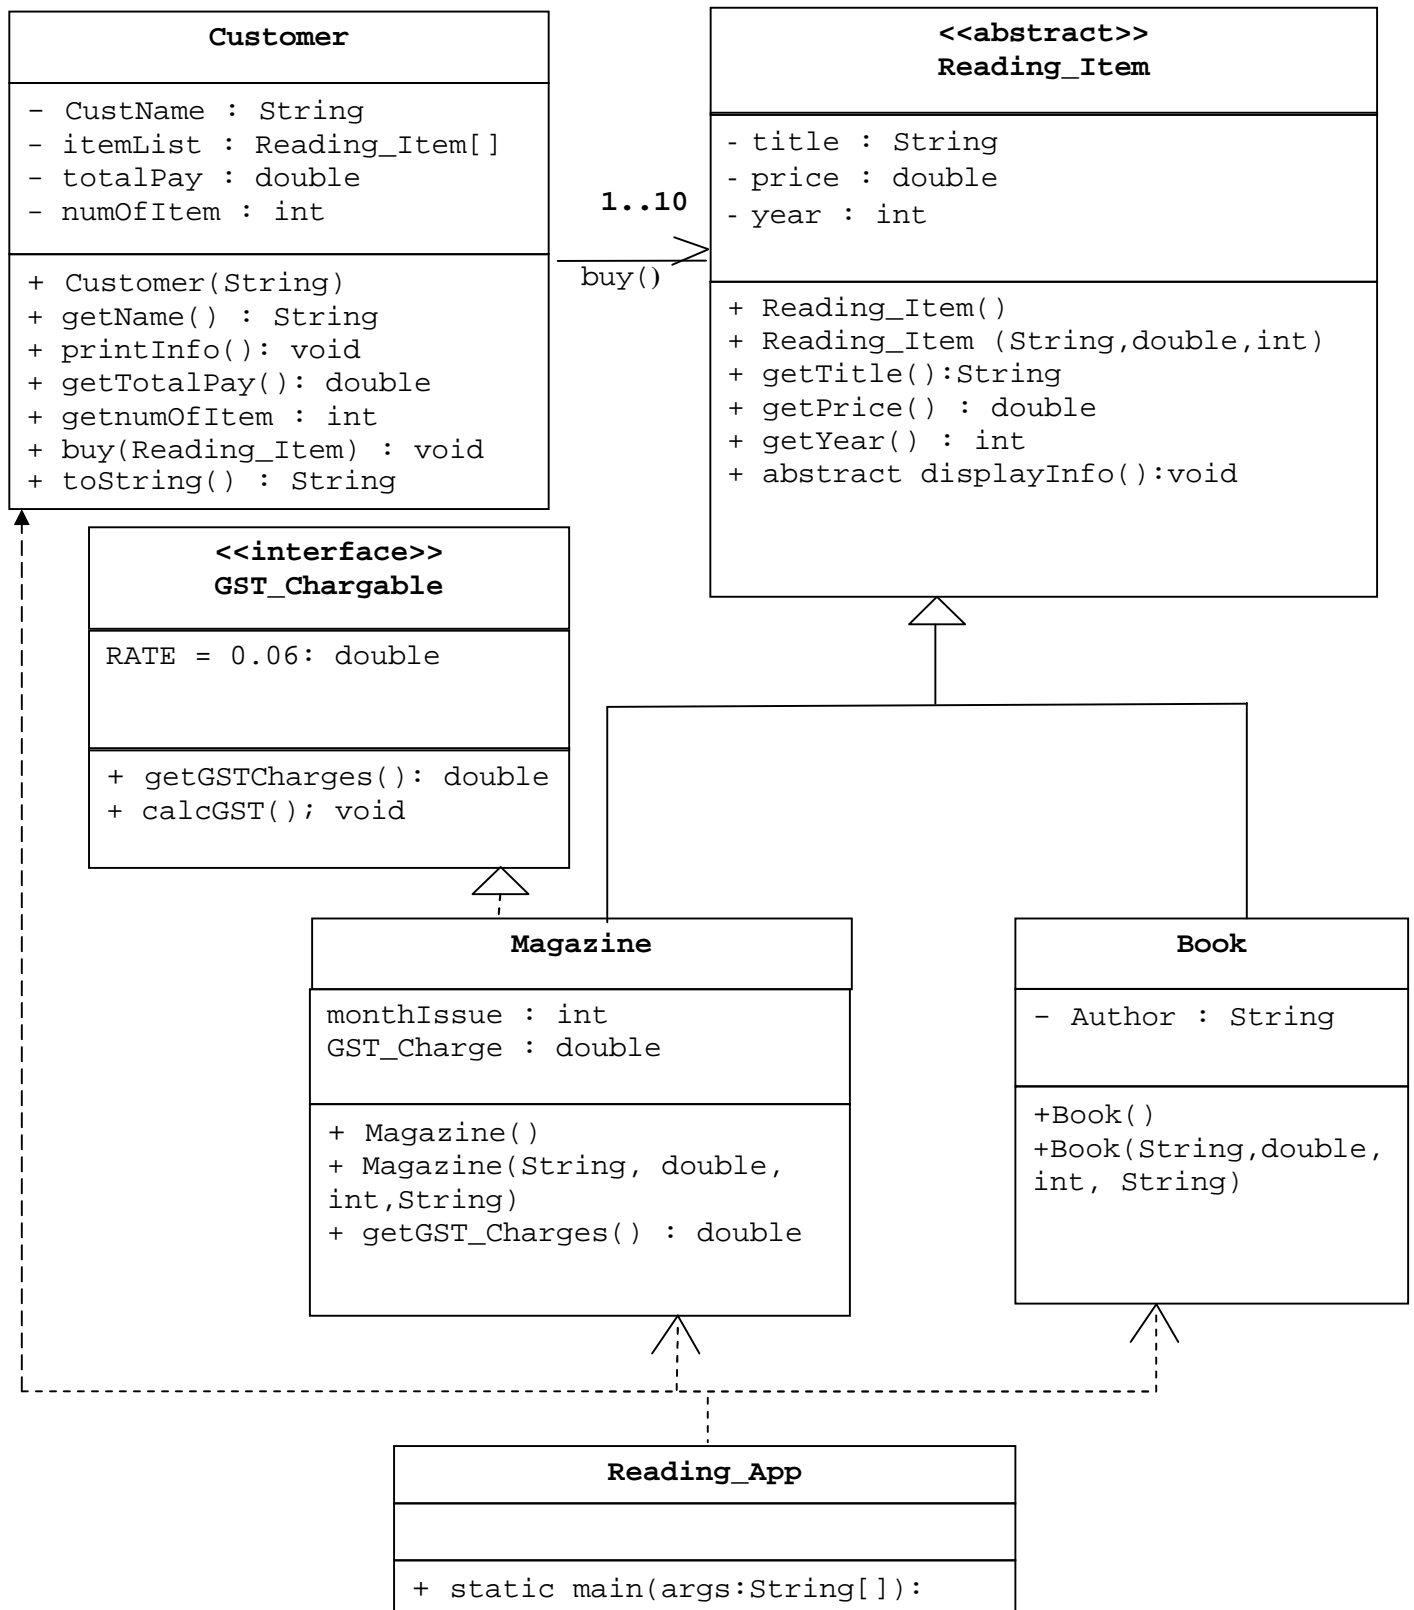 Customer
- CustName : String
- itemList : Reading_Item[]
- totalPay : double
- numOfItem : int
+ Customer(String)
+ getName() : String
+ printInfo(): void
+ getTotalPay(): double
+ getnumOfItem : int
+ buy(Reading_Item) : void
+ toString() : String
1..10
buy()
<<abstract>>
Reading_Item
- title : String
- price : double
- year : int
+ Reading_Item()
+ Reading_Item (String,double,int)
+ getTitle():String
+ getPrice() : double
+ getYear() : int
+ abstract displayInfo():void
<<interface>>
GST_Chargable
RATE = 0.06: double
+ getGSTCharges(): double
+ calcGST(); void
Magazine
monthIssue : int
GST_Charge : double
+ Magazine()
+ Magazine(String, double,
int,String)
+ getGST_Charges() : double
Book
- Author : String
+Book()
+Book(String,double,
int, String)
Reading_App
+ static main(args:String[]):